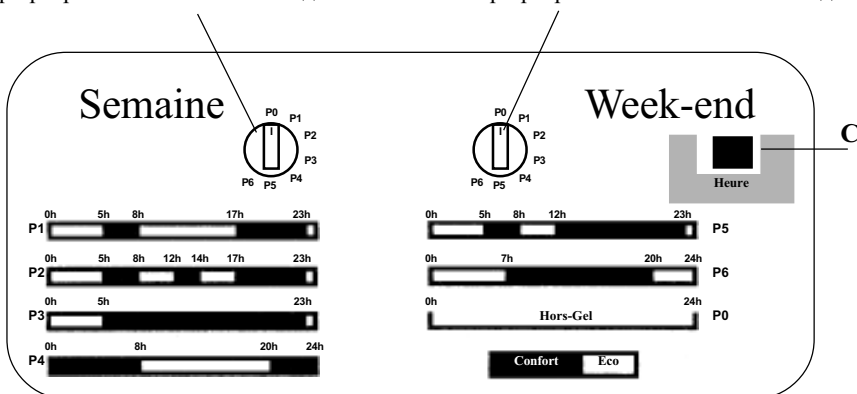 Semaine
Week-end
P0
P1
P2
P3
P4
P5
P6
P0
P1
P2
P3
P4
P5
P6
C
Heure
0h 5h 8h 17h 23h
P1
0h 5h 8h 12h 14h 17h 23h
P2
0h 5h 23h
P3
0h 8h 20h 24h
P4
0h 5h 8h 12h 23h
P5
0h 7h 20h 24h
P6
0h 24h
Hors-Gel
P0
Confort Eco